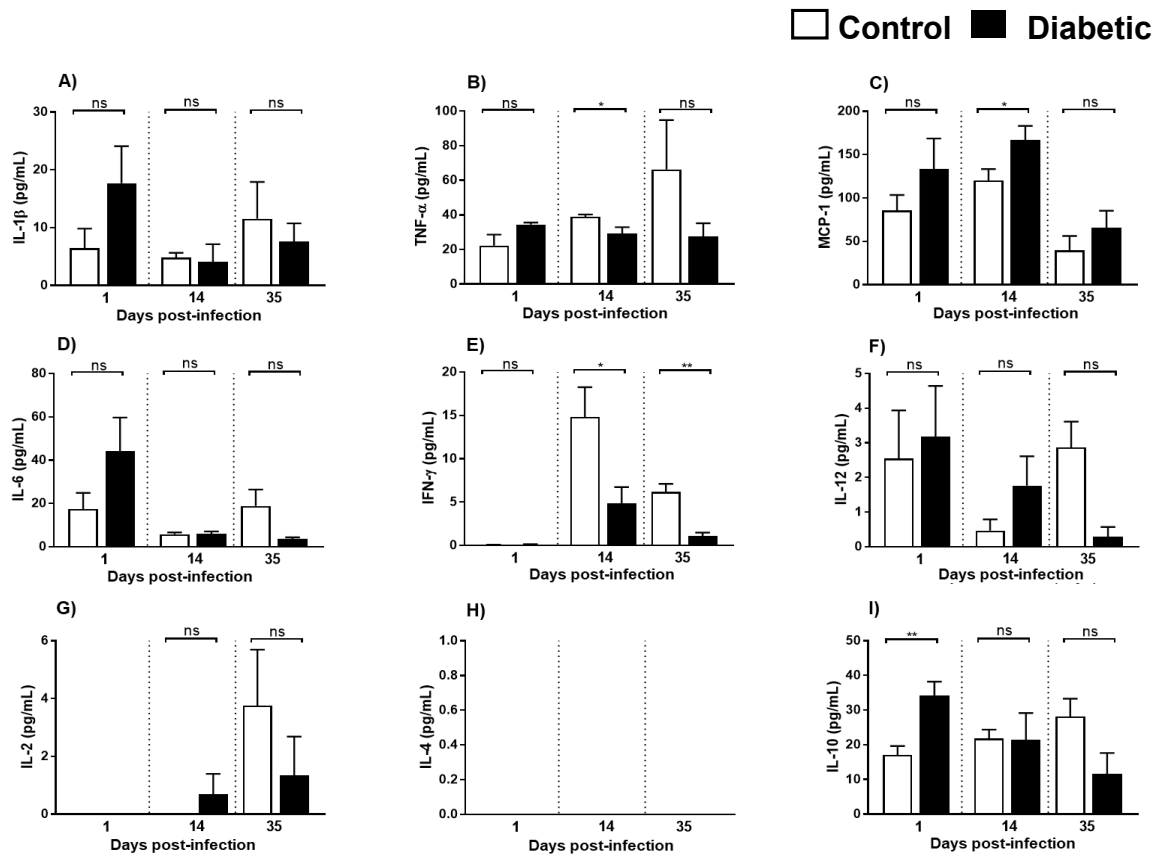 Control Diabetic
A)
ns ns ns
IL-1β (pg/mL)
30
20
10
0
1 14 35
Days post-infection
B)
ns * ns
TNF-α (pg/mL)
100
80
60
40
20
0
1 14 35
Days post-infection
C)
ns * ns
MCP-1 (pg/mL)
200
150
100
50
0
1 14 35
Days post-infection
D)
ns ns ns
IL-6 (pg/mL)
80
60
40
20
0
1 14 35
Days post-infection
E)
ns * **
IFN-γ (pg/mL)
20
15
10
5
0
1 14 35
Days post-infection
F)
ns ns ns
IL-12 (pg/mL)
5
4
3
2
1
0
1 14 35
Days post-infection
G)
ns ns
IL-2 (pg/mL)
6
4
2
0
1 14 35
Days post-infection
H)
IL-4 (pg/mL)
1.0
0.8
0.6
0.4
0.2
0.0
1 14 35
Days post-infection
I)
** ns ns
IL-10 (pg/mL)
50
40
30
20
10
0
1 14 35
Days post-infection